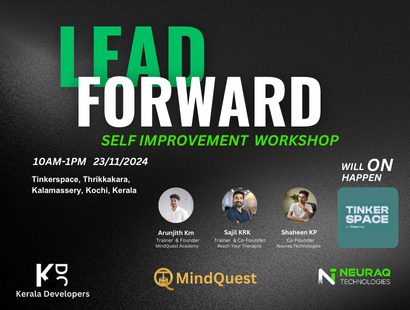 LEAD
FORWARD
SELF IMPROVEMENT WORKSHOP
10AM-1PM 23/11/2024
Tinkerspace, Thrikkakara,
Kalamassery, Kochi, Kerala
WILL ON
HAPPEN
TINKER
SPACE
Arunjith Km
Trainer & Founder
MindQuest Academy
Sajil KRK
Trainer & Co-Founder
Reach Your Therapist
Shaheen KP
Co-Founder
Neuraq Technologies
Kerala Developers
MindQuest
NEURAQ
TECHNOLOGIES